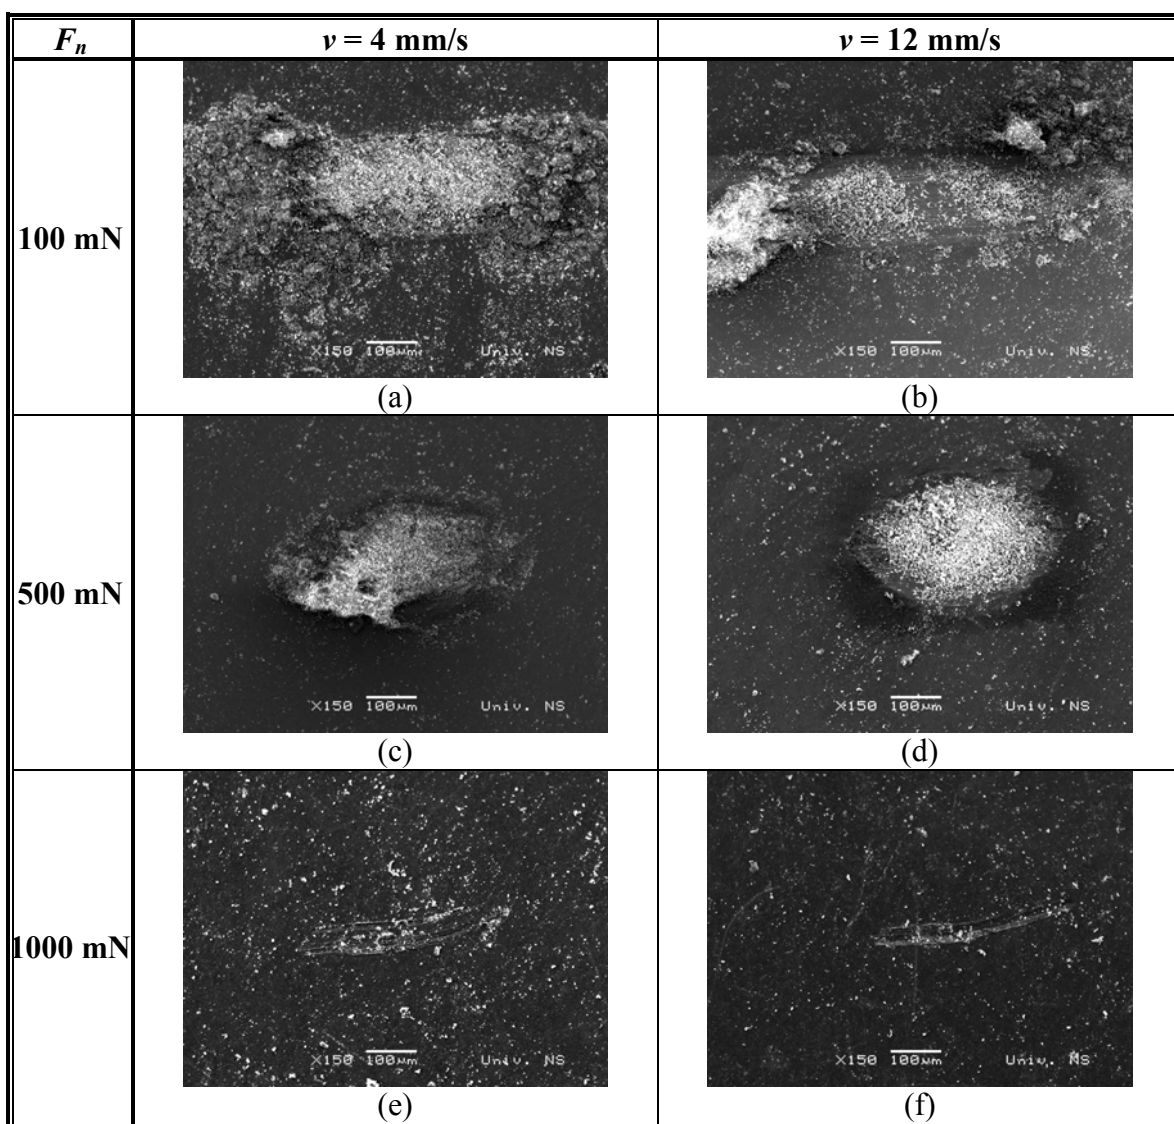 Fn v = 4 mm/s v = 12 mm/s
100 mN
X150 100µm Univ. NS X150 100µm Univ. NS
(a) (b)
500 mN
X150 100µm Univ. NS X150 100µm Univ. NS
(c) (d)
1000 mN
X150 100µm Univ. NS X150 100µm Univ. NS
(e) (f)